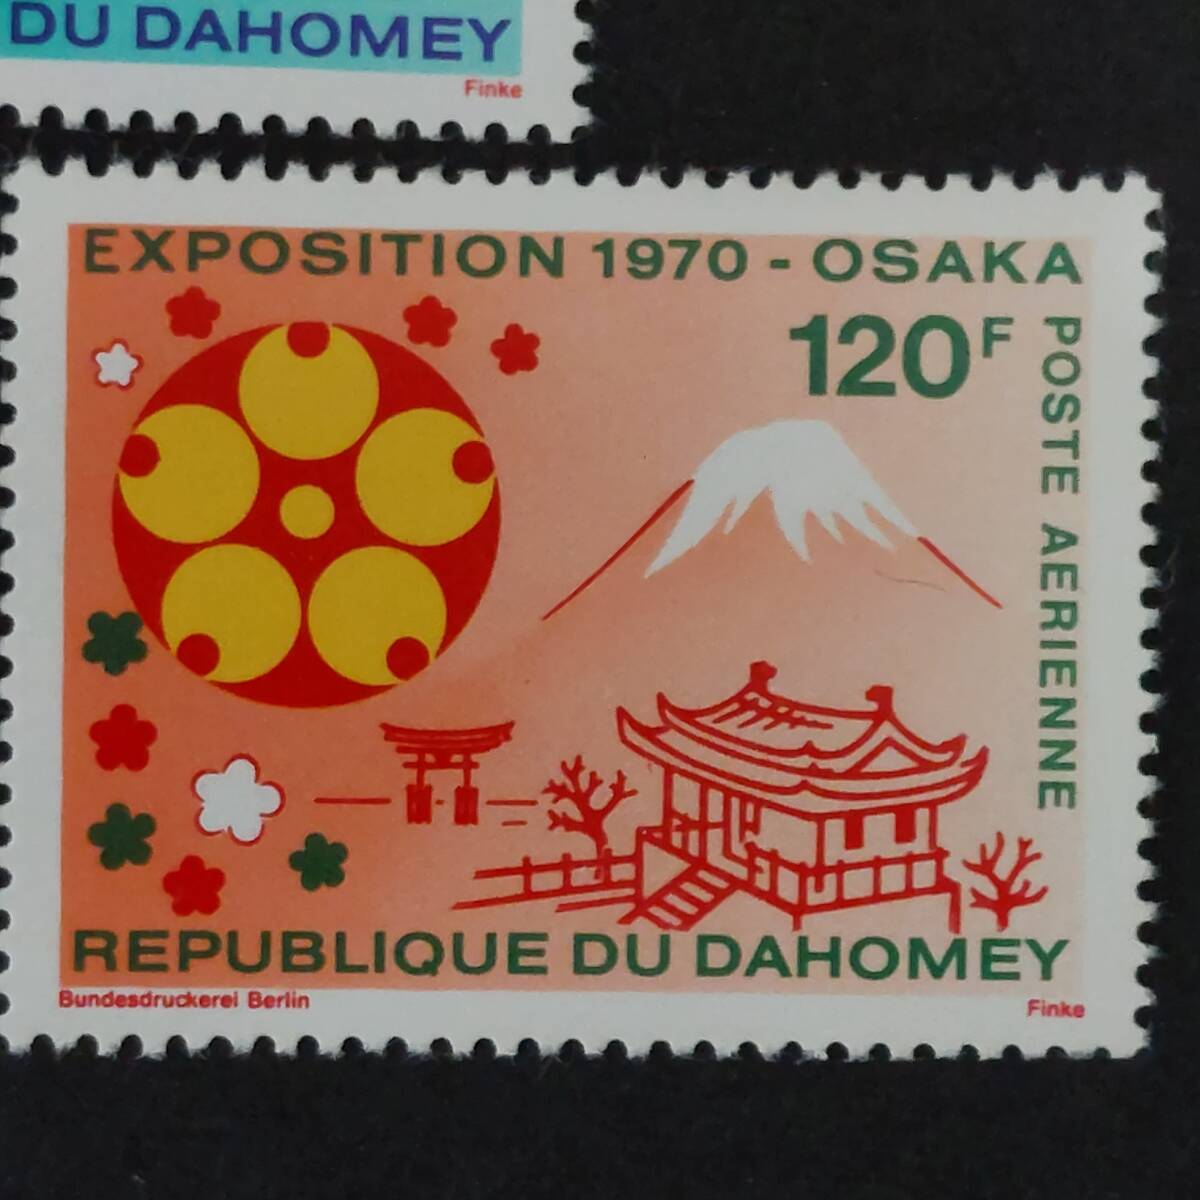 DU DAHOMEY
Finke
EXPOSITION 1970 - OSAKA
120F
POSTE AERIENNE
REPUBLIQUE DU DAHOMEY
Bundesdruckerei Berlin
Finke